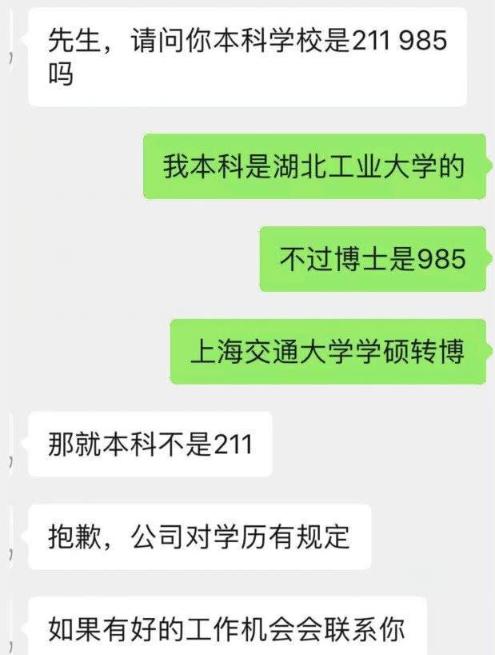 先生，请问你本科学校是211 985
吗
我本科是湖北工业大学的
不过博士是985
上海交通大学学硕转博
那就本科不是211
抱歉，公司对学历有规定
如果有好的工作机会会联系你